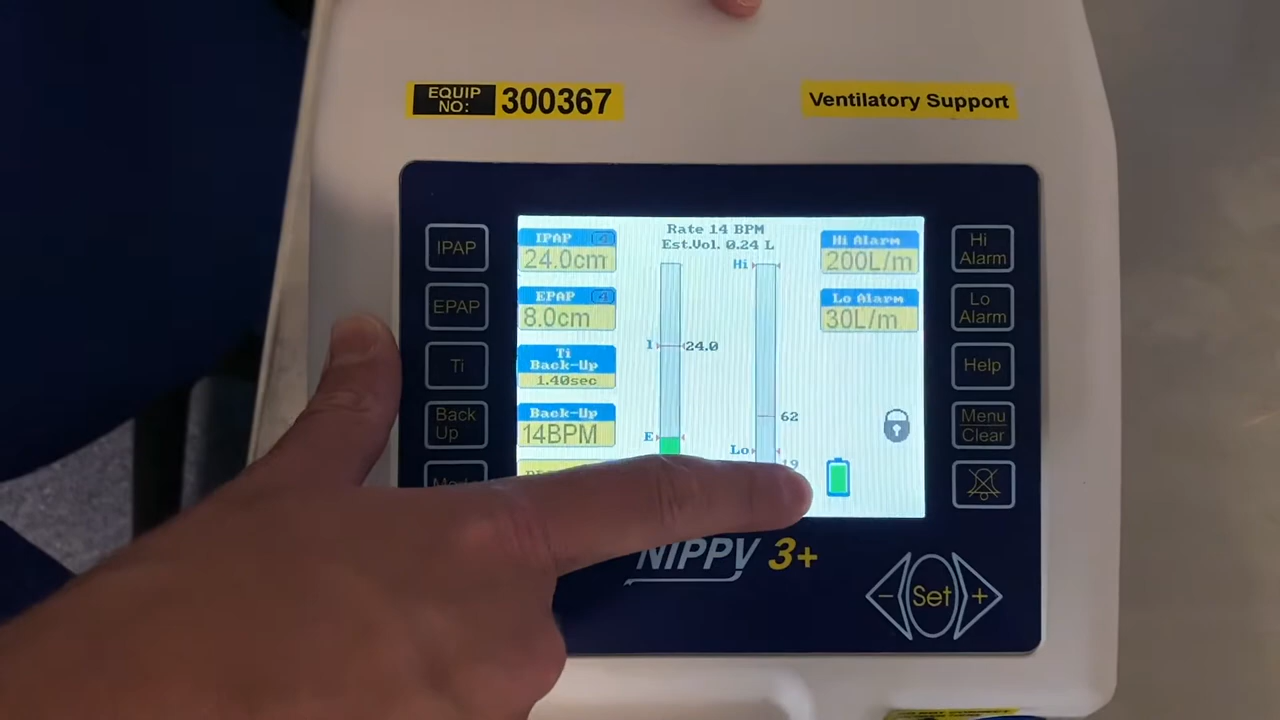 EQUIP
NO: 300367
Ventilatory Support
IPAP
EPAP
Ti
Back
Up
Rate 14 BPM
Est.Vol. 0.24 L
IPAP
24.0cm
EPAP
8.0cm
Ti
Back-Up
1.40sec
Back-Up
14BPM
I
24.0
E
Hi
62
Lo
Hi Alarm
200L/m
Lo Alarm
30L/m
Hi
Alarm
Lo
Alarm
Help
Menu
Clear
NIPPV 3+
- Set +